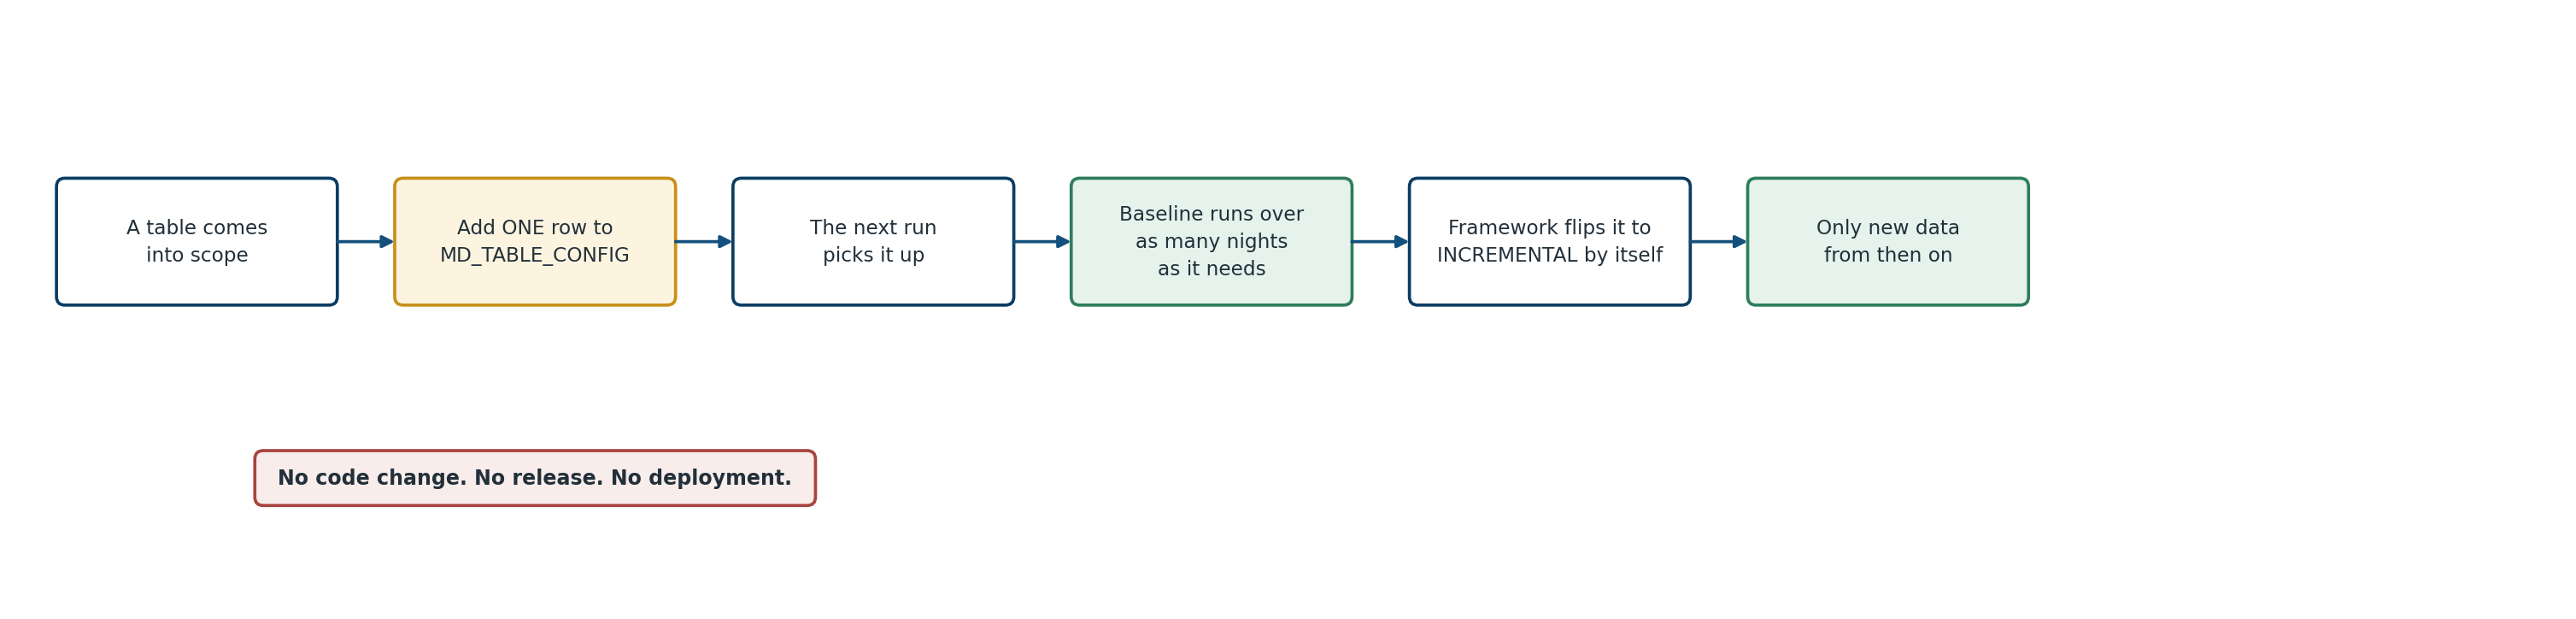 A table comes
into scope
Add ONE row to
MD_TABLE_CONFIG
The next run
picks it up
Baseline runs over
as many nights
as it needs
Framework flips it to
INCREMENTAL by itself
Only new data
from then on
No code change. No release. No deployment.